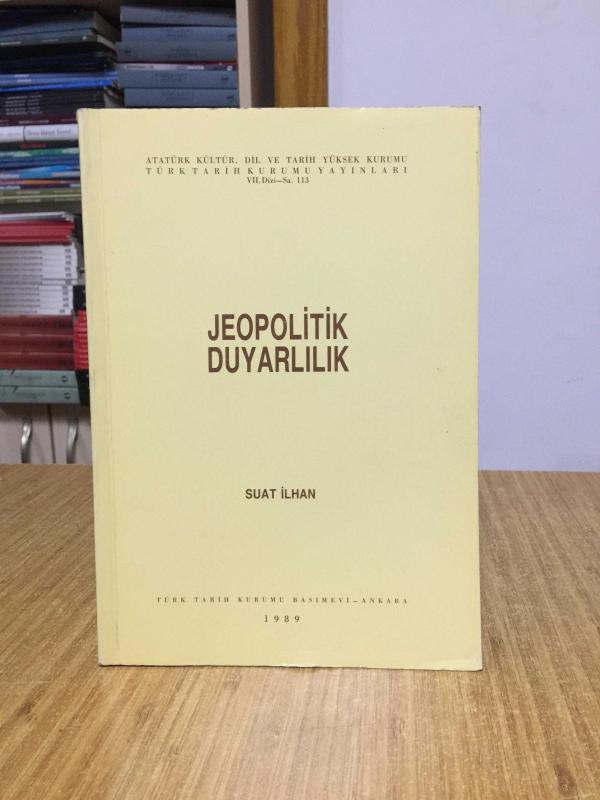 ATATÜRK KÜLTÜR, DİL VE TARİH YÜKSEK KURUMU
TÜRK TARİH KURUMU YAYINLARI
VII. Dizi—Sa. 113
JEOPOLİTİK
DUYARLILIK
SUAT İLHAN
TÜRK TARİH KURUMU BASIMEVİ—ANKARA
1989